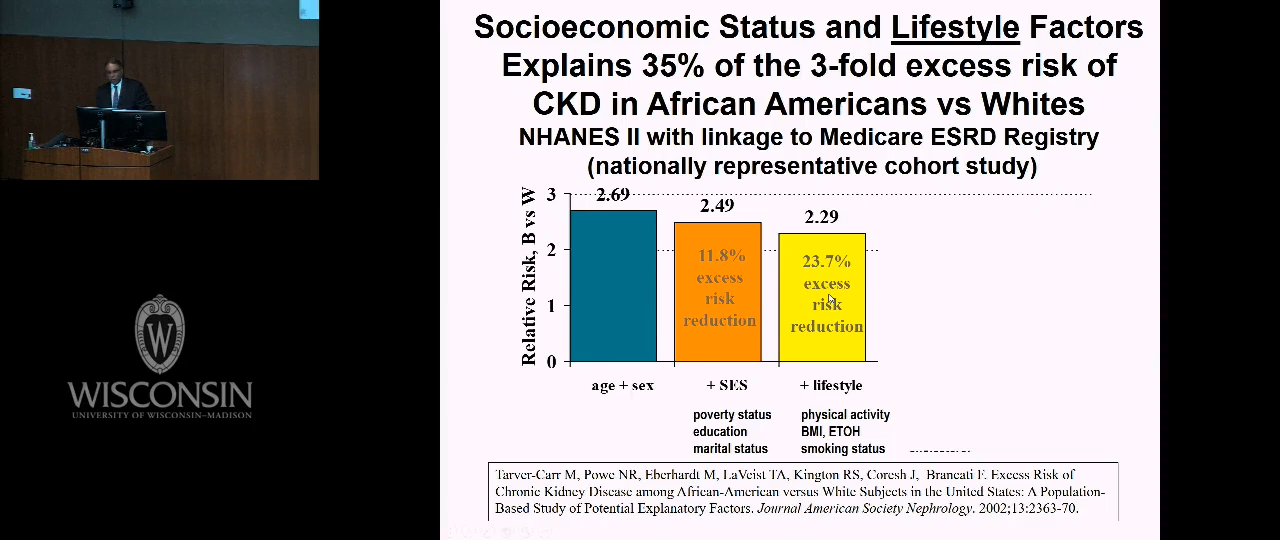 Socioeconomic Status and Lifestyle Factors
Explains 35% of the 3-fold excess risk of
CKD in African Americans vs Whites
NHANES II with linkage to Medicare ESRD Registry
(nationally representative cohort study)
Relative Risk, B vs W
3
2
1
0
2.69
2.49
2.29
11.8%
excess
risk
reduction
23.7%
excess
risk
reduction
age + sex
+ SES
+ lifestyle
poverty status
education
marital status
physical activity
BMI, ETOH
smoking status
Tarver-Carr M, Powe NR, Eberhardt M, LaVeist TA, Kington RS, Coresh J, Brancati F. Excess Risk of
Chronic Kidney Disease among African-American versus White Subjects in the United States: A Population-
Based Study of Potential Explanatory Factors. Journal American Society Nephrology. 2002;13:2363-70.
W
WISCONSIN
UNIVERSITY OF WISCONSIN–MADISON